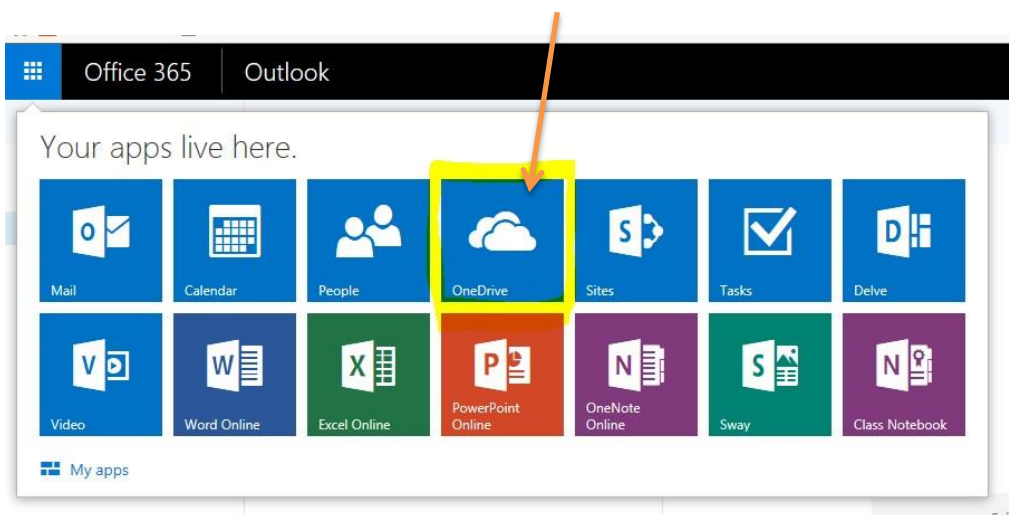 Office 365 Outlook
Your apps live here.
Mail Calendar People OneDrive Sites Tasks Delve
Video Word Online Excel Online PowerPoint Online OneNote Online Sway Class Notebook
My apps